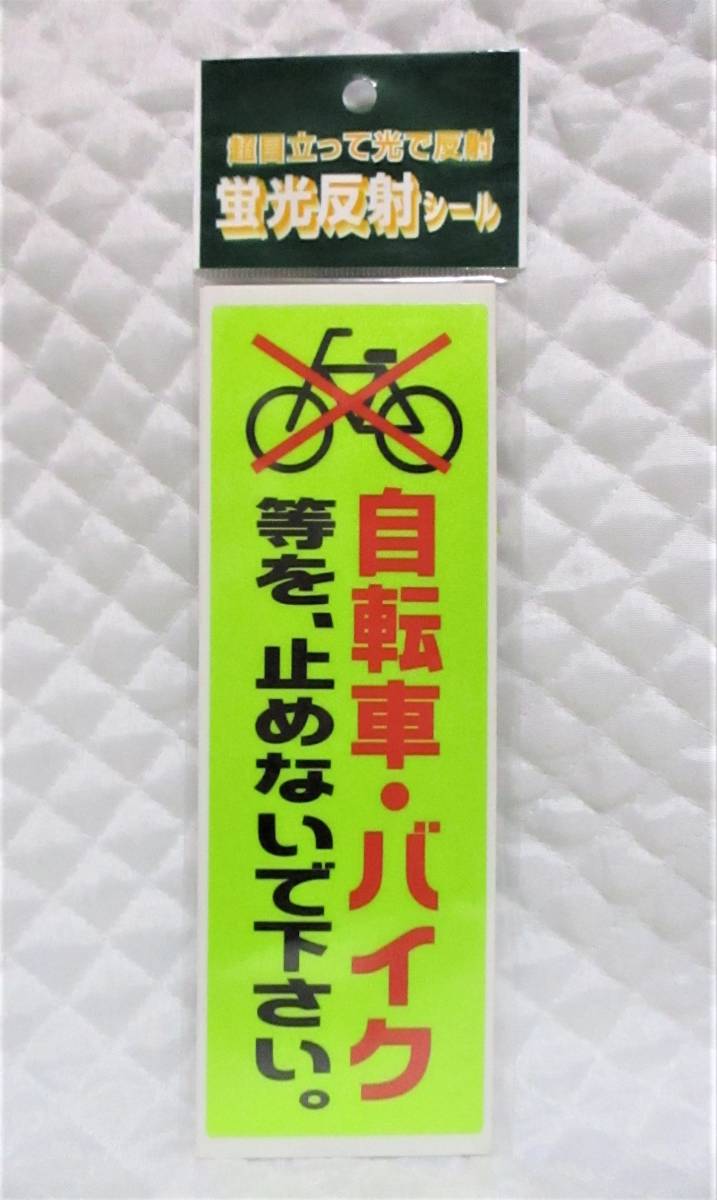 超目立って光で反射
蛍光反射シール
自転車・バイク
等を、止めないで下さい。